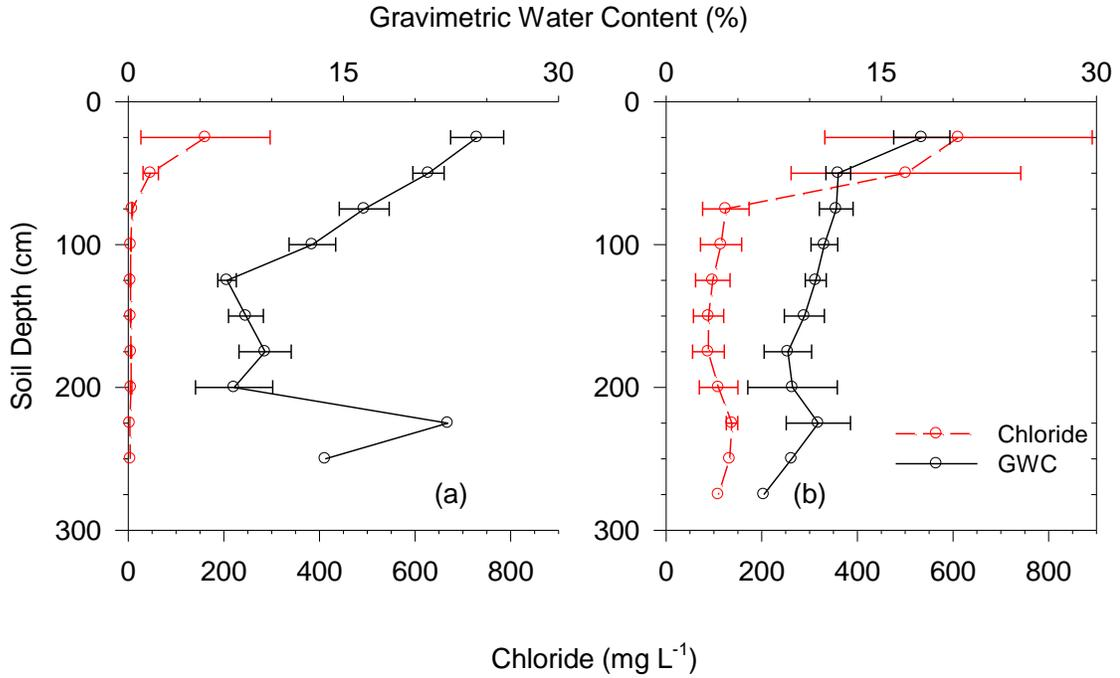 Gravimetric Water Content (%)
0 15 30 0 15 30
0 0
100 100
200 200
300 300
Soil Depth (cm)
(a) (b)
Chloride
GWC
0 200 400 600 800 0 200 400 600 800
Chloride (mg L-1)